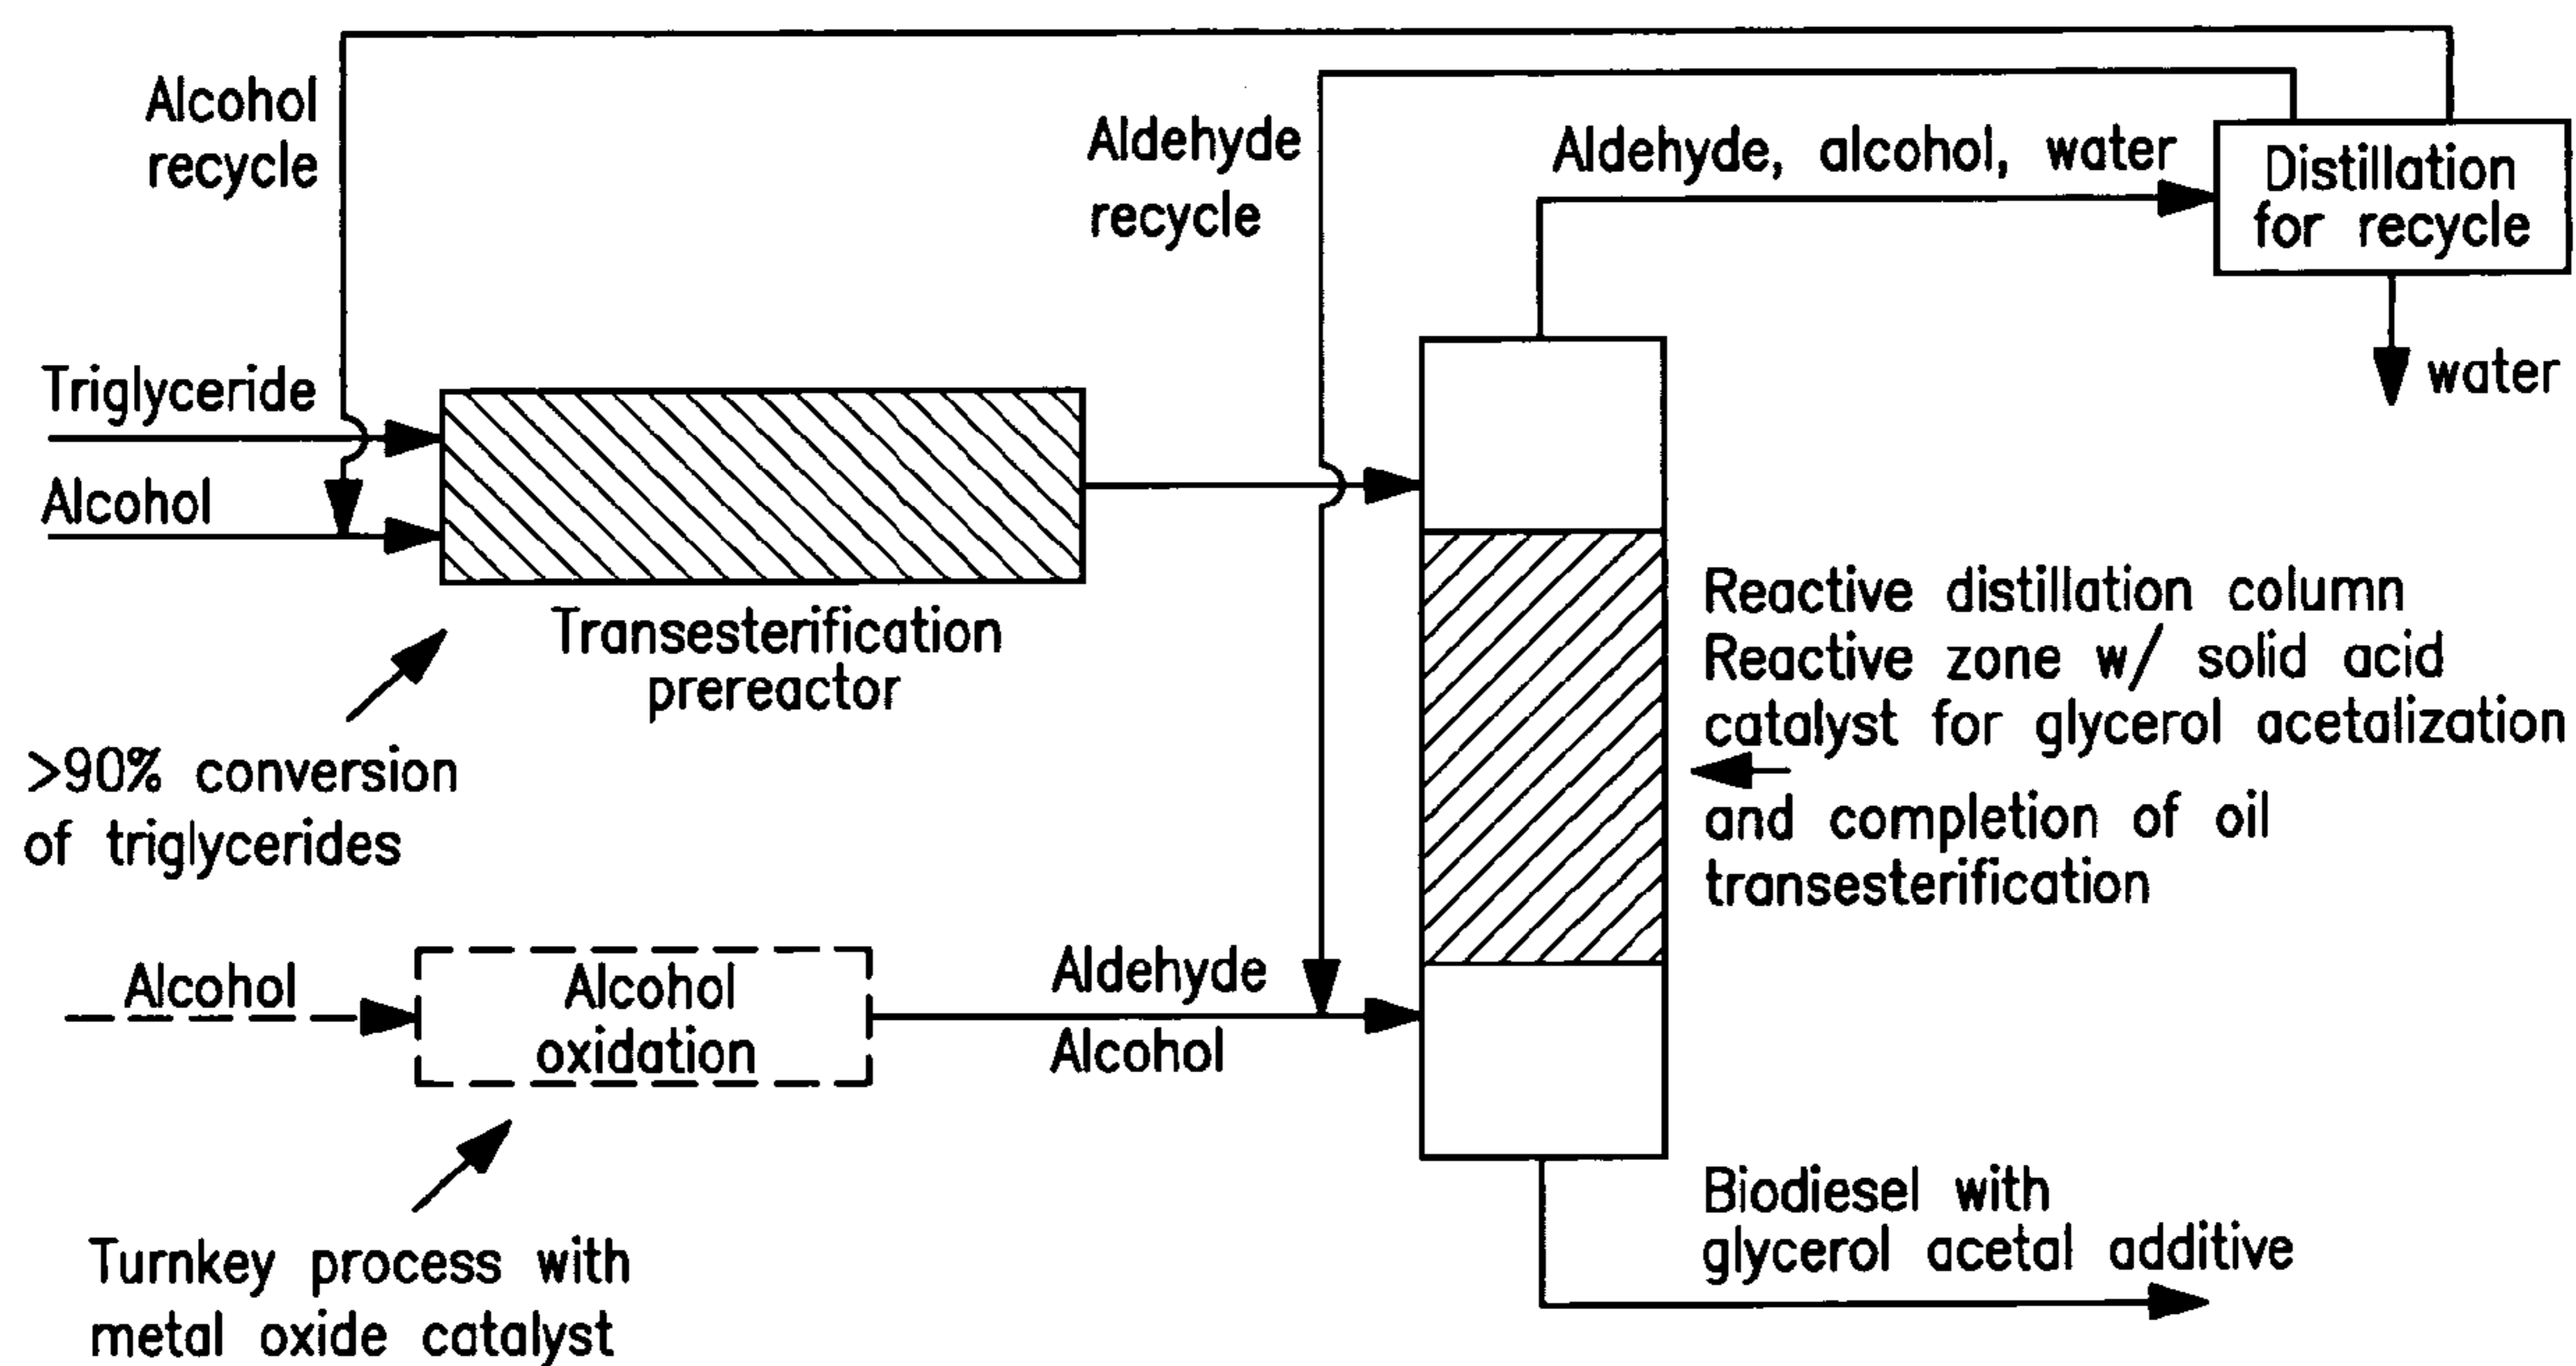 Alcohol
recycle
Aldehyde
recycle
Aldehyde, alcohol, water
Distillation
for recycle
water
Triglyceride
Alcohol
Transesterification
prereactor
>90% conversion
of triglycerides
Reactive distillation column
Reactive zone w/ solid acid
catalyst for glycerol acetalization
and completion of oil
transesterification
Alcohol
Alcohol
oxidation
Aldehyde
Alcohol
Turnkey process with
metal oxide catalyst
Biodiesel with
glycerol acetal additive